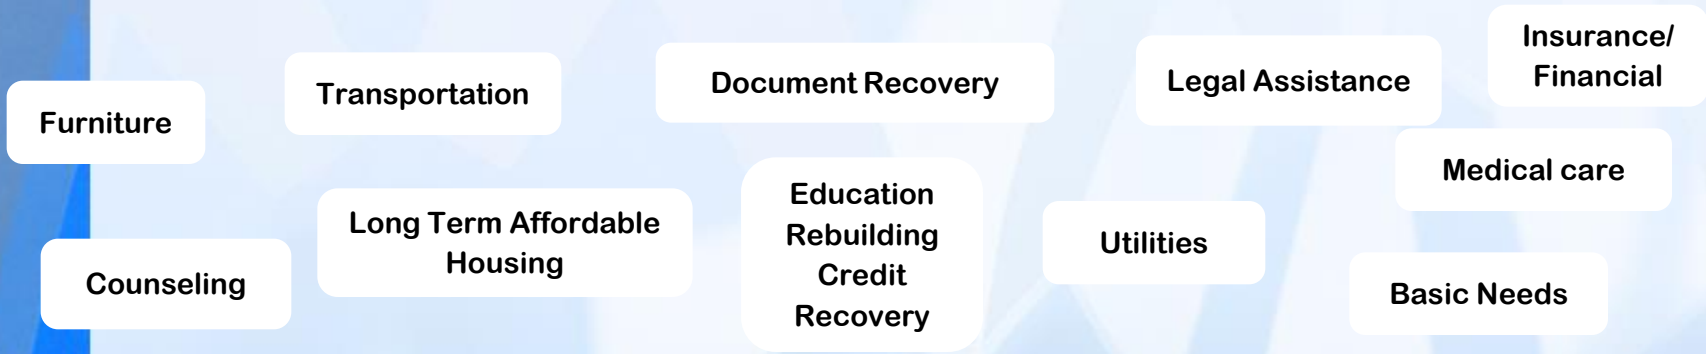 Furniture
Transportation
Document Recovery
Legal Assistance
Insurance/
Financial
Medical care
Counseling
Long Term Affordable
Housing
Education
Rebuilding
Credit
Recovery
Utilities
Basic Needs